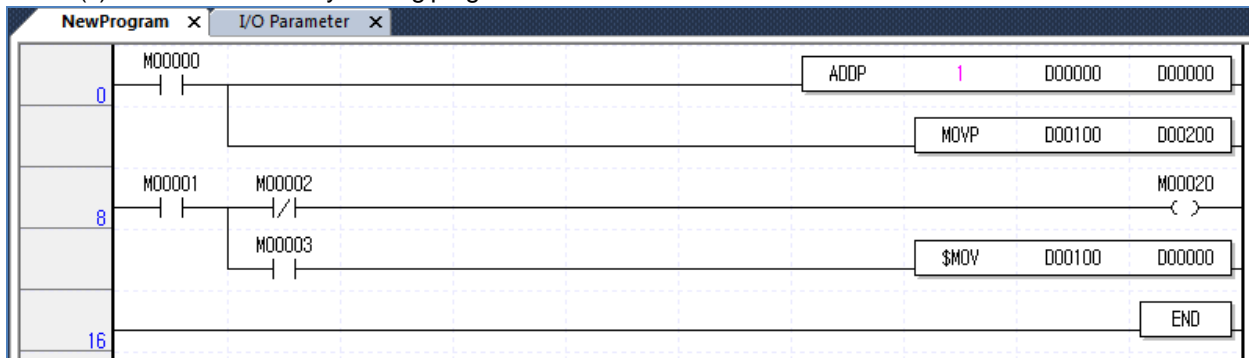 NewProgram X I/O Parameter X
M00000
0 ADDP 1 D00000 D00000
MOVP D00100 D00200
M00001 M00002 M00020
8
M00003
$MOV D00100 D00000
END
16